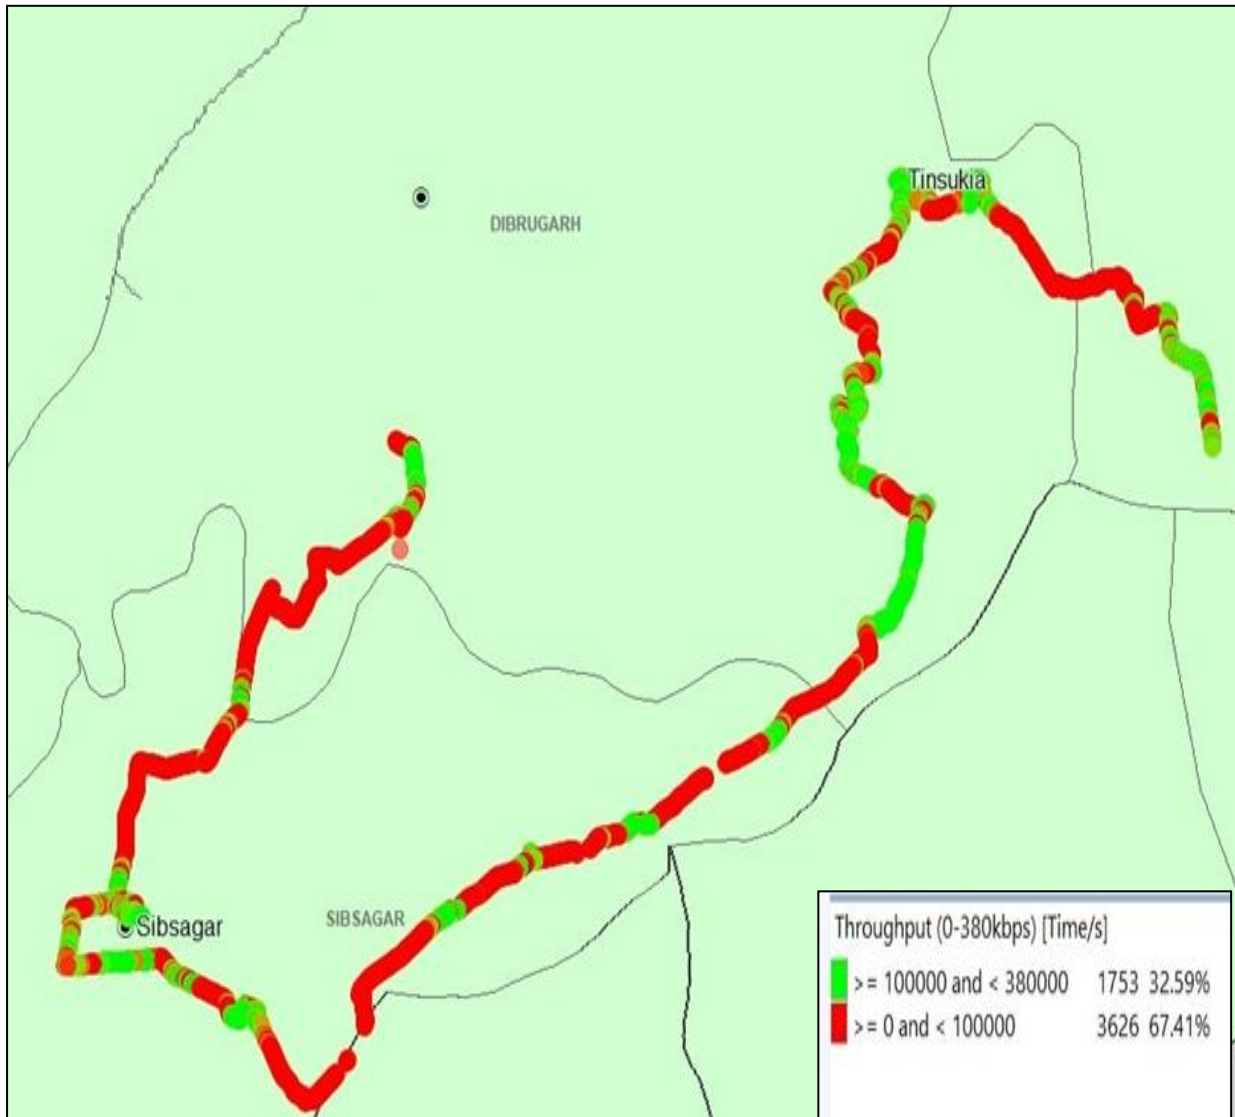 Tinsukia
DIBRUGARH
Sibsagar
SIBSAGAR
Throughput (0-380kbps) [Time/s]
>= 100000 and < 380000 1753 32.59%
>= 0 and < 100000 3626 67.41%